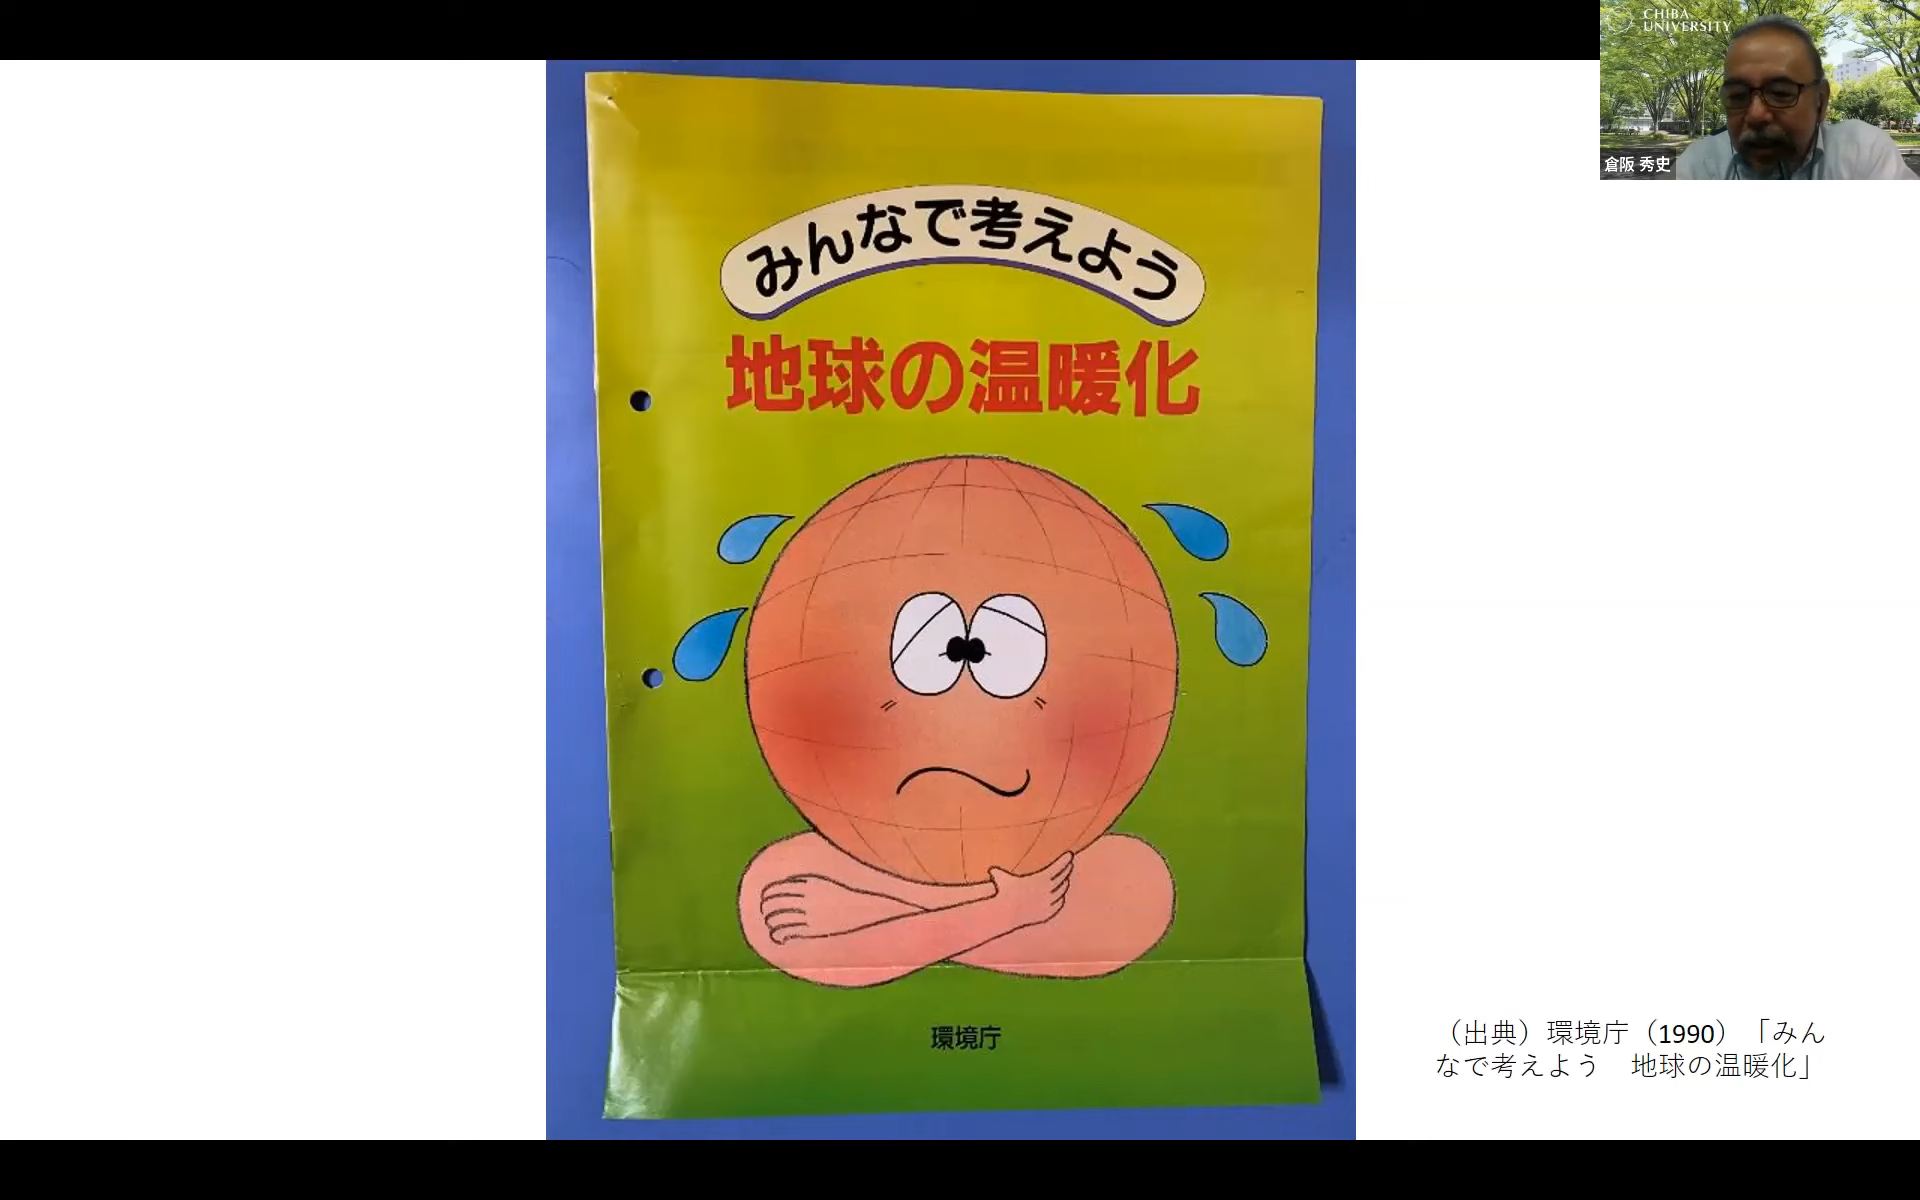 CHIBA
UNIVERSITY
倉阪 秀史
みんなで考えよう
地球の温暖化
環境庁
（出典）環境庁（1990）「みん
なで考えよう　地球の温暖化」